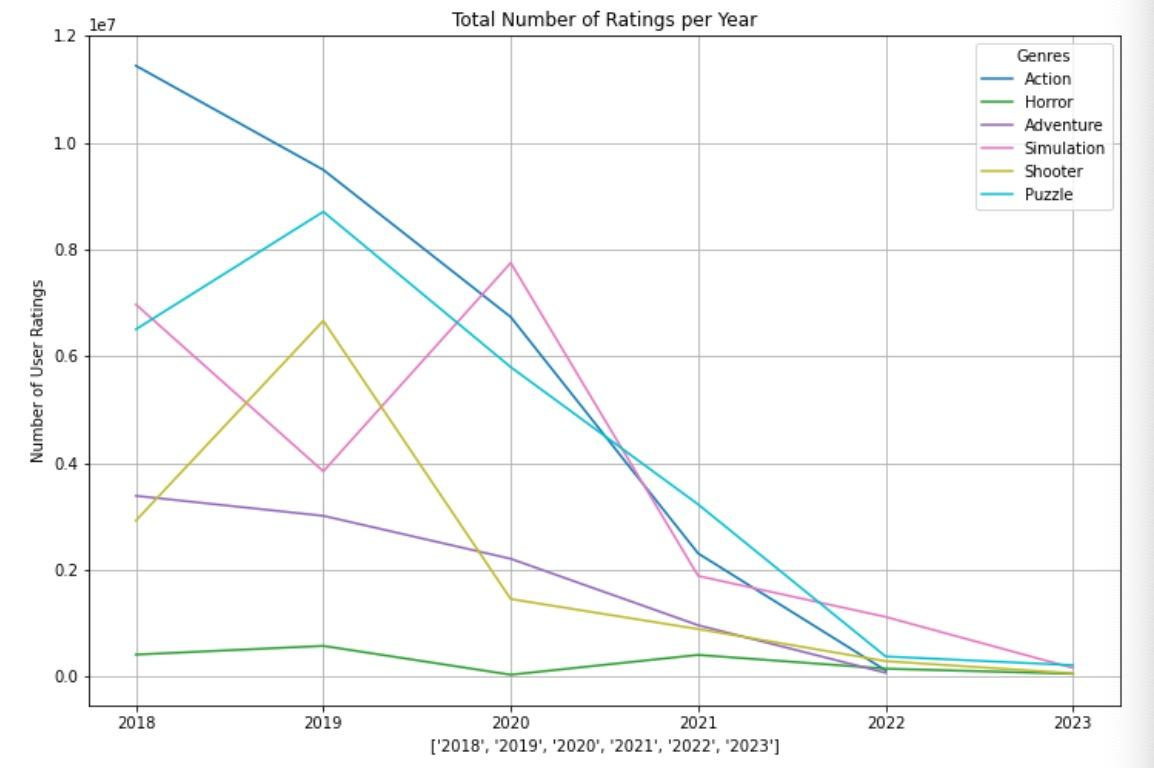 Total Number of Ratings per Year
1e7
1.2
1.0
0.8
0.6
0.4
0.2
0.0
Number of User Ratings
Genres
Action
Horror
Adventure
Simulation
Shooter
Puzzle
2018 2019 2020 2021 2022 2023
['2018', '2019', '2020', '2021', '2022', '2023']